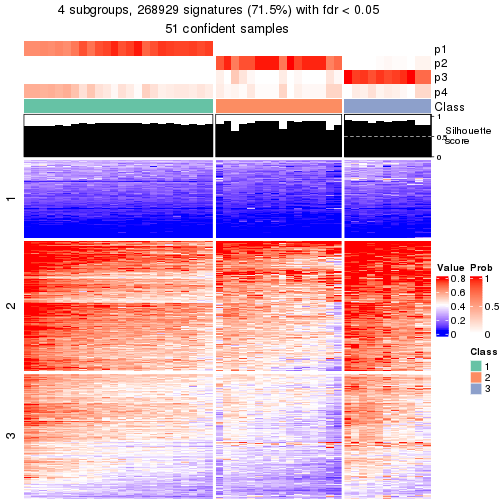 4 subgroups, 268929 signatures (71.5%) with fdr < 0.05
51 confident samples
p1
p2
p3
p4
Class
1
0.5
0
Silhouette
score
1
2
3
Value
0.8
0.6
0.4
0.2
0
Prob
1
0.5
0
Class
1
2
3